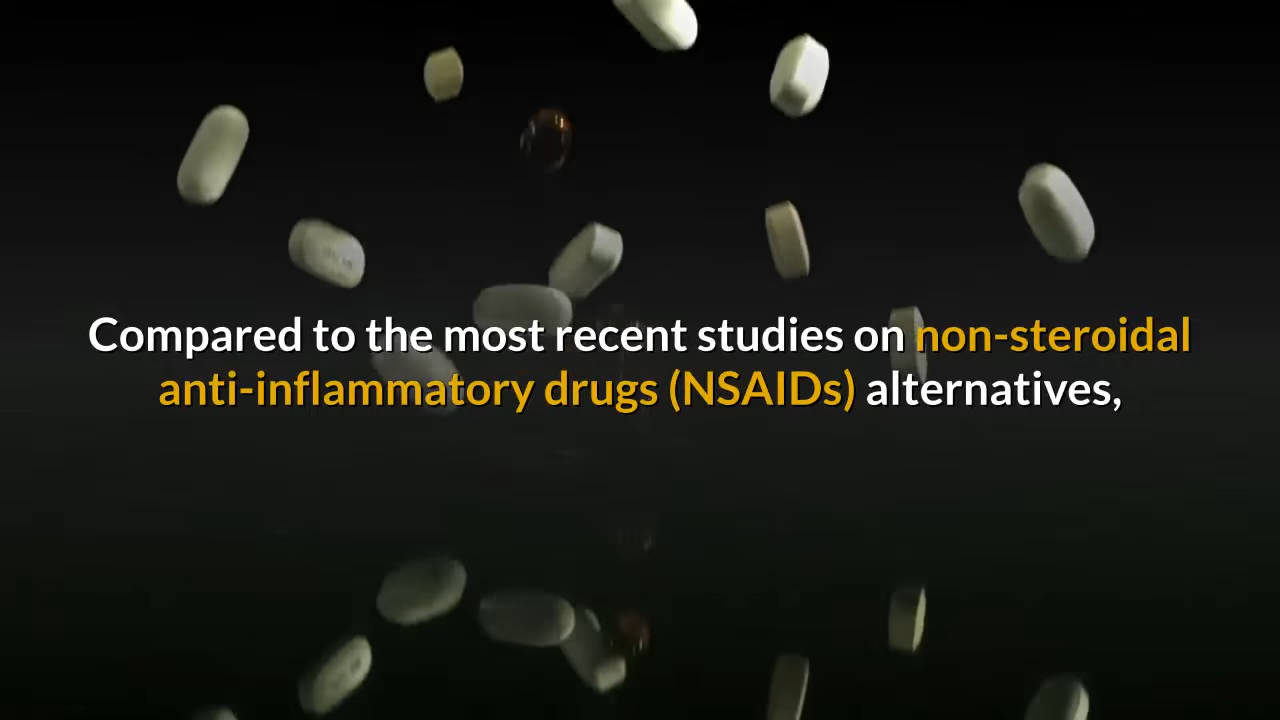 Compared to the most recent studies on non-steroidal
anti-inflammatory drugs (NSAIDs) alternatives,